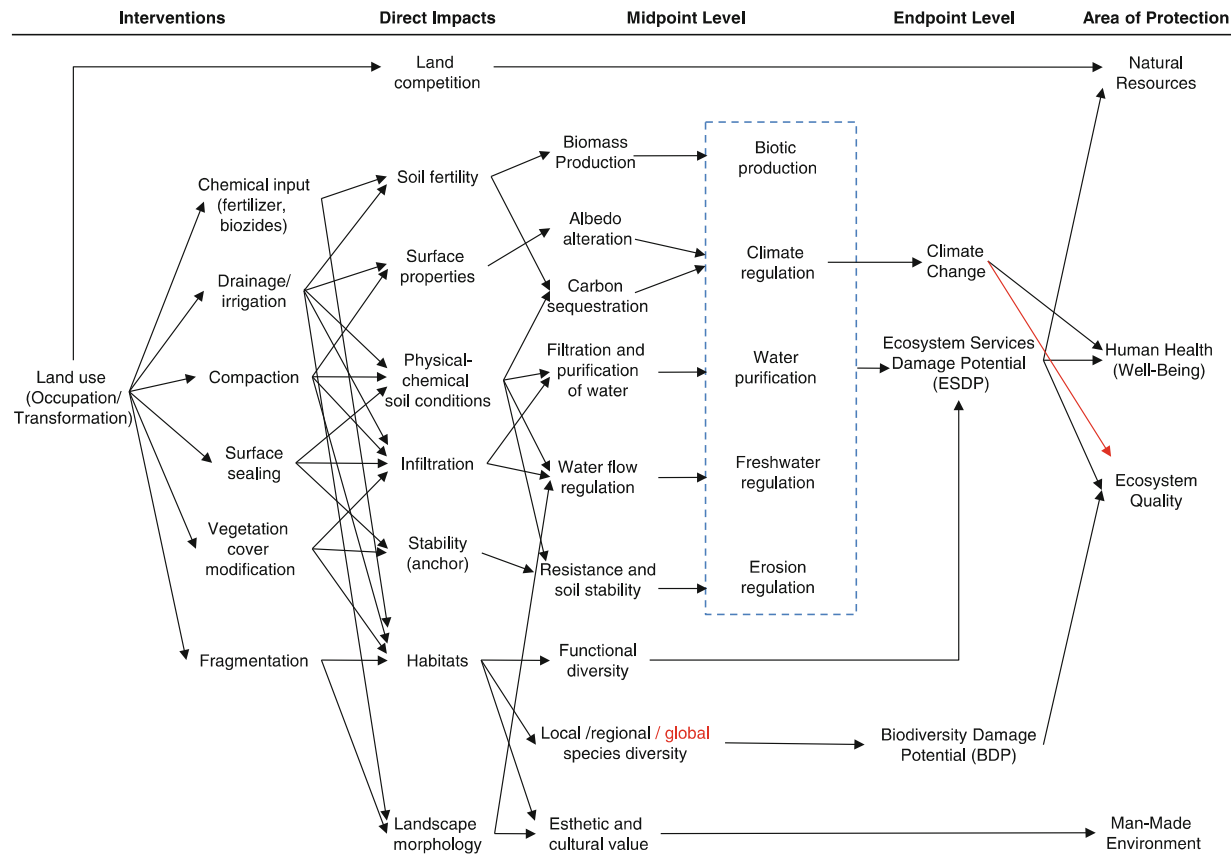 Interventions
Direct Impacts
Midpoint Level
Endpoint Level
Area of Protection
Land
competition
Natural
Resources
Biomass
Production
Biotic
production
Chemical input
(fertilizer,
biozides)
Soil fertility
Albedo
alteration
Drainage/
irrigation
Surface
properties
Carbon
sequestration
Climate
regulation
Climate
Change
Land use
(Occupation/
Transformation)
Compaction
Physical-
chemical
soil conditions
Filtration and
purification
of water
Water
purification
Ecosystem Services
Damage Potential
(ESDP)
Human Health
(Well-Being)
Surface
sealing
Infiltration
Water flow
regulation
Freshwater
regulation
Ecosystem
Quality
Vegetation
cover
modification
Stability
(anchor)
Resistance and
soil stability
Erosion
regulation
Fragmentation
Habitats
Functional
diversity
Local /regional / global
species diversity
Biodiversity Damage
Potential (BDP)
Landscape
morphology
Esthetic and
cultural value
Man-Made
Environment